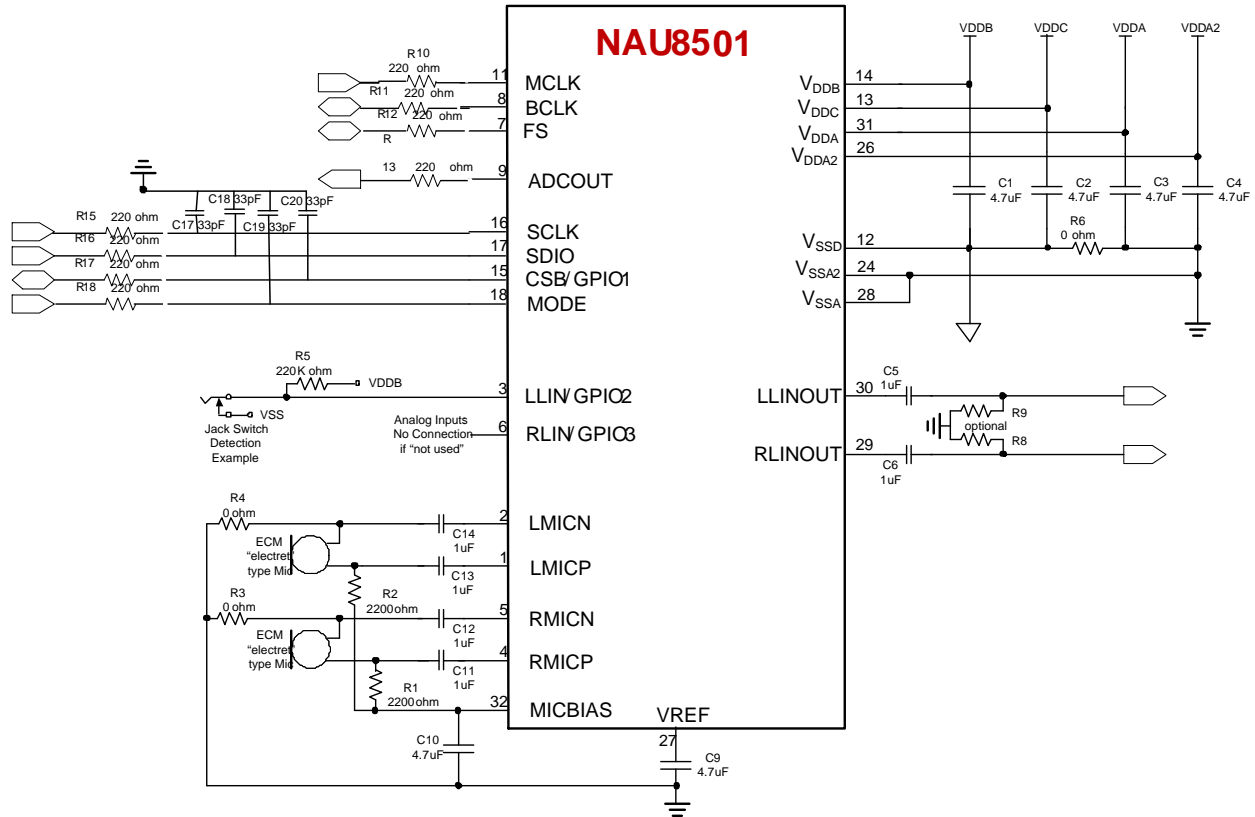 NAU8501
VDDB
VDDC
VDDA
VDDA2
R10
220 ohm
11
MCLK
R11
220 ohm
8
BCLK
R12
220 ohm
7
FS
R
13
220 ohm
9
ADCOUT
C18 33pF
C20 33pF
C17 33pF
C19 33pF
R15
220 ohm
16
SCLK
R16
220 ohm
17
SDIO
R17
220 ohm
15
CSB/GPIO1
R18
220 ohm
18
MODE
VDDB
14
VDDC
13
VDDA
31
VDDA2
26
C1
4.7uF
C2
4.7uF
C3
4.7uF
C4
4.7uF
R6
0 ohm
VSSD
12
VSSA2
24
VSSA
28
R5
220K ohm
VDDB
3
LLIN/GPIO2
VSS
Jack Switch
Detection
Example
Analog Inputs
No Connection
if “not used”
6
RLIN/GPIO3
LLINOUT
30
C5
1uF
R9
optional
R8
RLINOUT
29
C6
1uF
R4
0 ohm
ECM
“electret”
type Mic
C14
1uF
2
LMICN
C13
1uF
1
LMICP
R3
0 ohm
R2
2200ohm
ECM
“electret”
type Mic
C12
1uF
5
RMICN
C11
1uF
4
RMICP
R1
2200ohm
32
MICBIAS
C10
4.7uF
VREF
27
C9
4.7uF